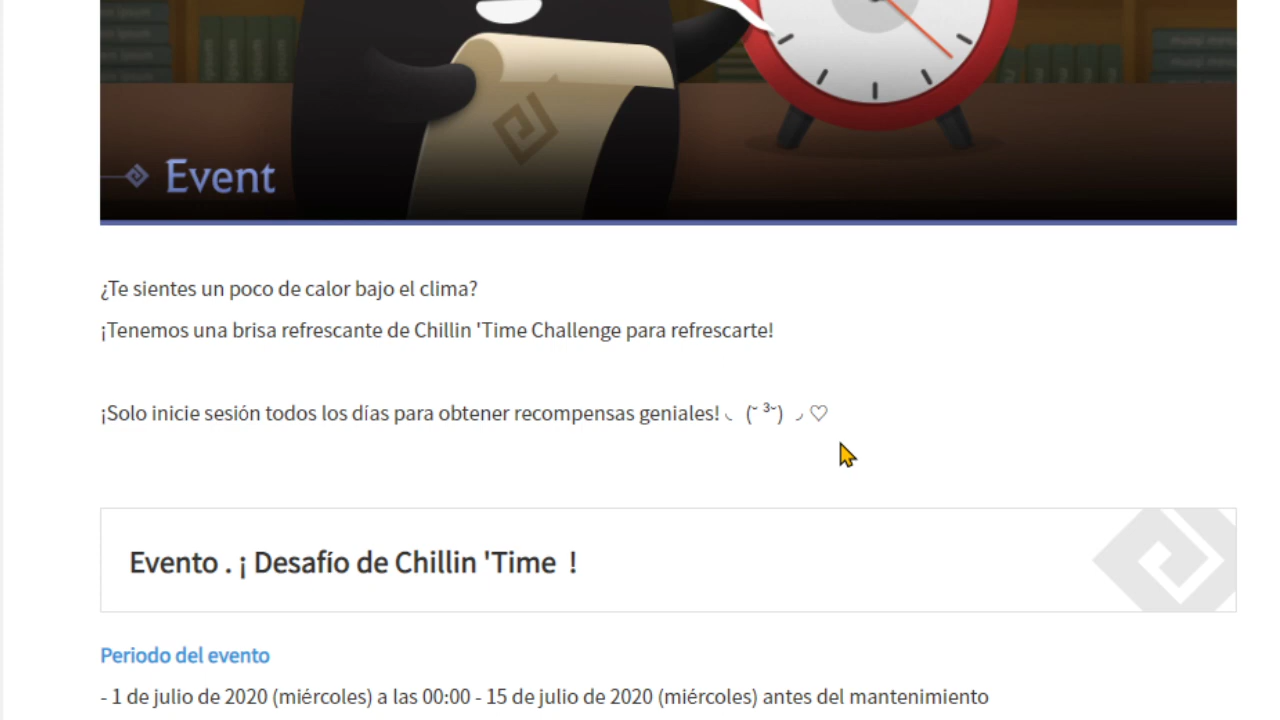 Event
¿Te sientes un poco de calor bajo el clima?
¡Tenemos una brisa refrescante de Chillin 'Time Challenge para refrescarte!
¡Solo inicie sesión todos los días para obtener recompensas geniales! ◟(˘ ³˘)◞ ♡
Evento . ¡ Desafío de Chillin 'Time !
Periodo del evento
- 1 de julio de 2020 (miércoles) a las 00:00 - 15 de julio de 2020 (miércoles) antes del mantenimiento